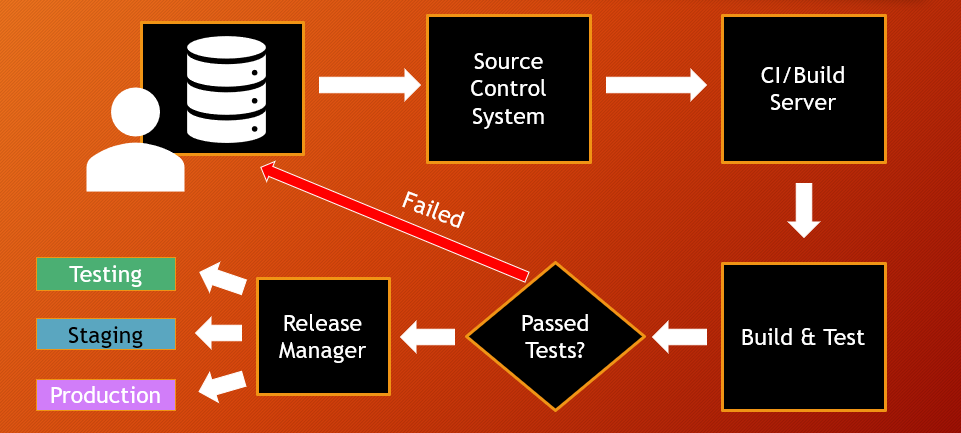 Source
Control
System
CI/Build
Server
Failed
Testing
Staging
Production
Release
Manager
Passed
Tests?
Build & Test